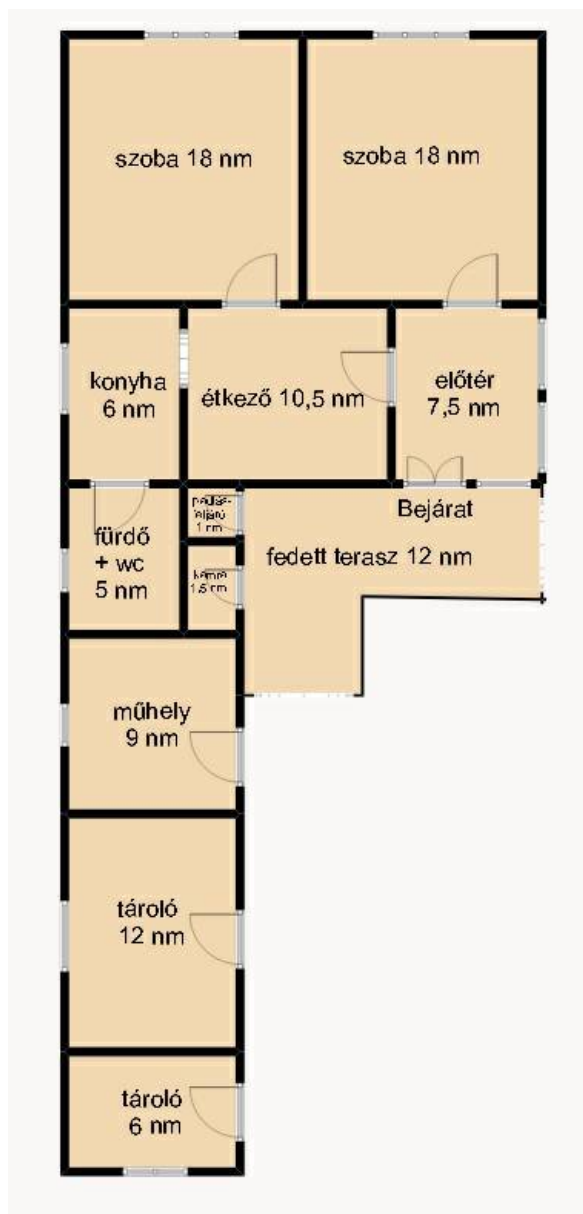 szoba 18 nm
szoba 18 nm
konyha
6 nm
étkező 10,5 nm
előtér
7,5 nm
Bejárat
fedett terasz 12 nm
fürdő
+ wc
5 nm
1 nm
1,5 nm
műhely
9 nm
tároló
12 nm
tároló
6 nm